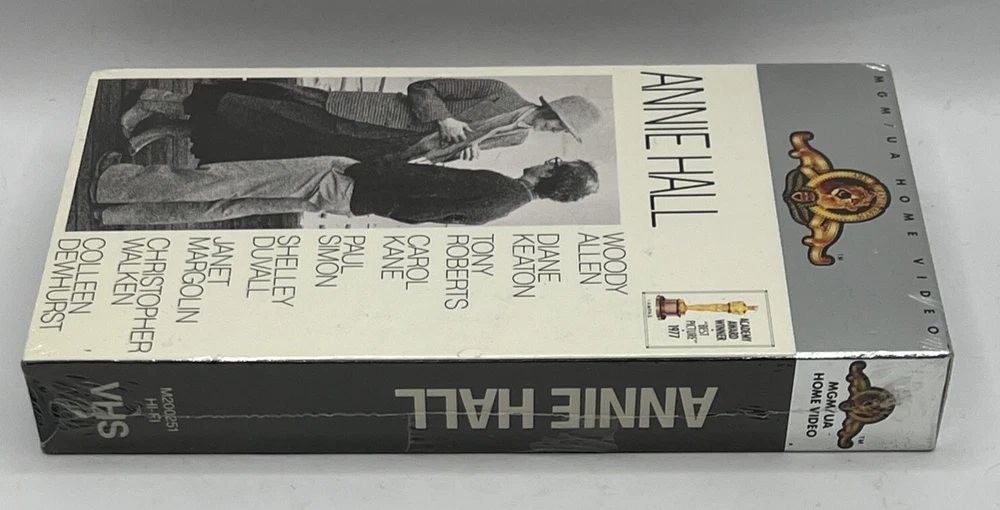 MGM/UA HOME VIDEO
TM
ANNIE HALL
ACADEMY
AWARD
WINNER
"BEST
PICTURE"
1977
WOODY
ALLEN
DIANE
KEATON
TONY
ROBERTS
CAROL
KANE
PAUL
SIMON
SHELLEY
DUVALL
JANET
MARGOLIN
CHRISTOPHER
WALKEN
COLLEEN
DEWHURST
TM
MGM/UA
HOME VIDEO
ANNIE HALL
M200251
HI-FI
VHS